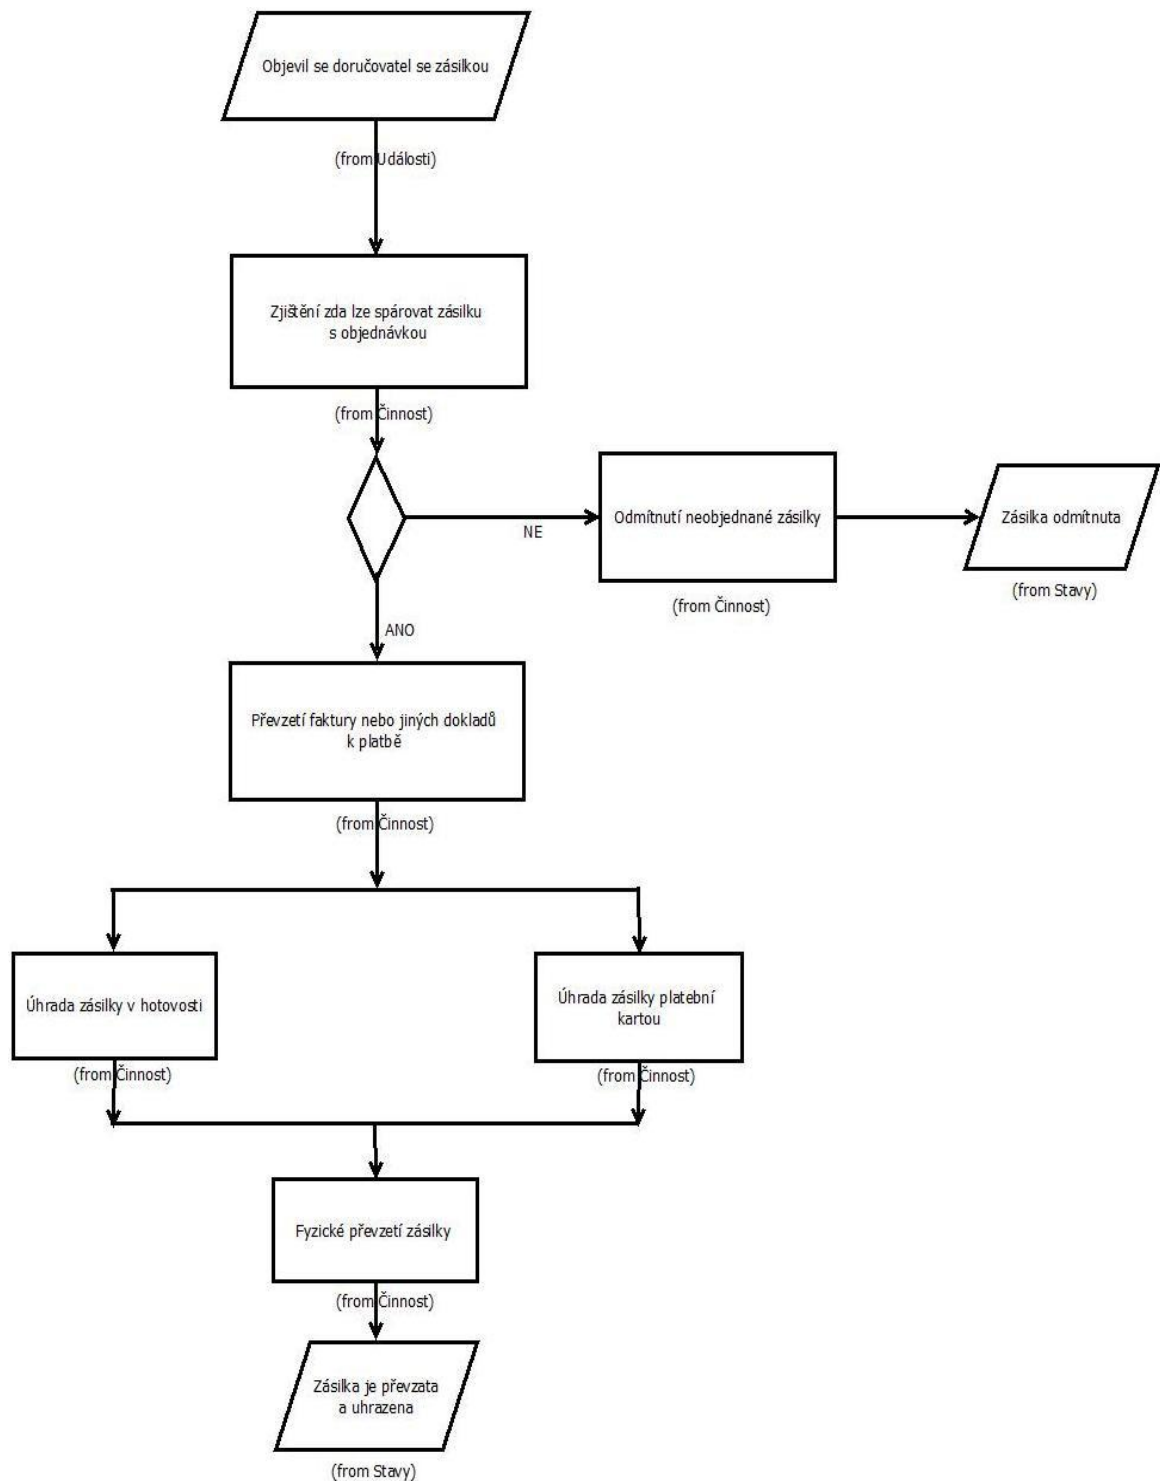 Objevil se doručovatel se zásilkou
(from Události)
Zjištění zda lze spárovat zásilku
s objednávkou
(from Činnost)
NE
Odmítnutí neobjednané zásilky
(from Činnost)
Zásilka odmítnuta
(from Stavy)
ANO
Převzetí faktury nebo jiných dokladů
k platbě
(from Činnost)
Úhrada zásilky v hotovosti
(from Činnost)
Úhrada zásilky platební
kartou
(from Činnost)
Fyzické převzetí zásilky
(from Činnost)
Zásilka je převzata
a uhrazena
(from Stavy)